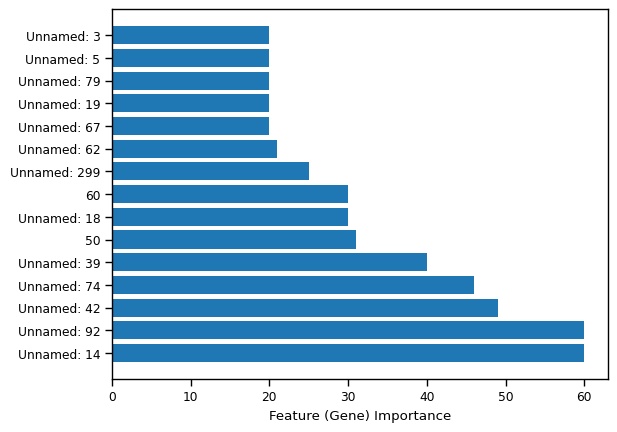 Unnamed: 3
Unnamed: 5
Unnamed: 79
Unnamed: 19
Unnamed: 67
Unnamed: 62
Unnamed: 299
60
Unnamed: 18
50
Unnamed: 39
Unnamed: 74
Unnamed: 42
Unnamed: 92
Unnamed: 14
0 10 20 30 40 50 60
Feature (Gene) Importance